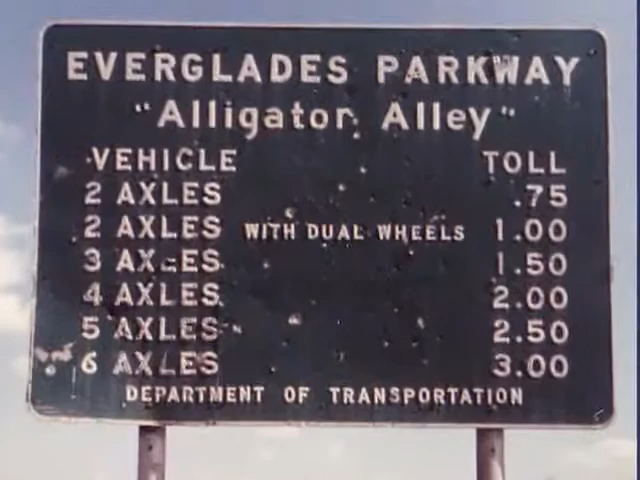 EVERGLADES PARKWAY
"Alligator Alley"
VEHICLE TOLL
2 AXLES .75
2 AXLES WITH DUAL WHEELS 1.00
3 AXLES 1.50
4 AXLES 2.00
5 AXLES 2.50
6 AXLES 3.00
DEPARTMENT OF TRANSPORTATION